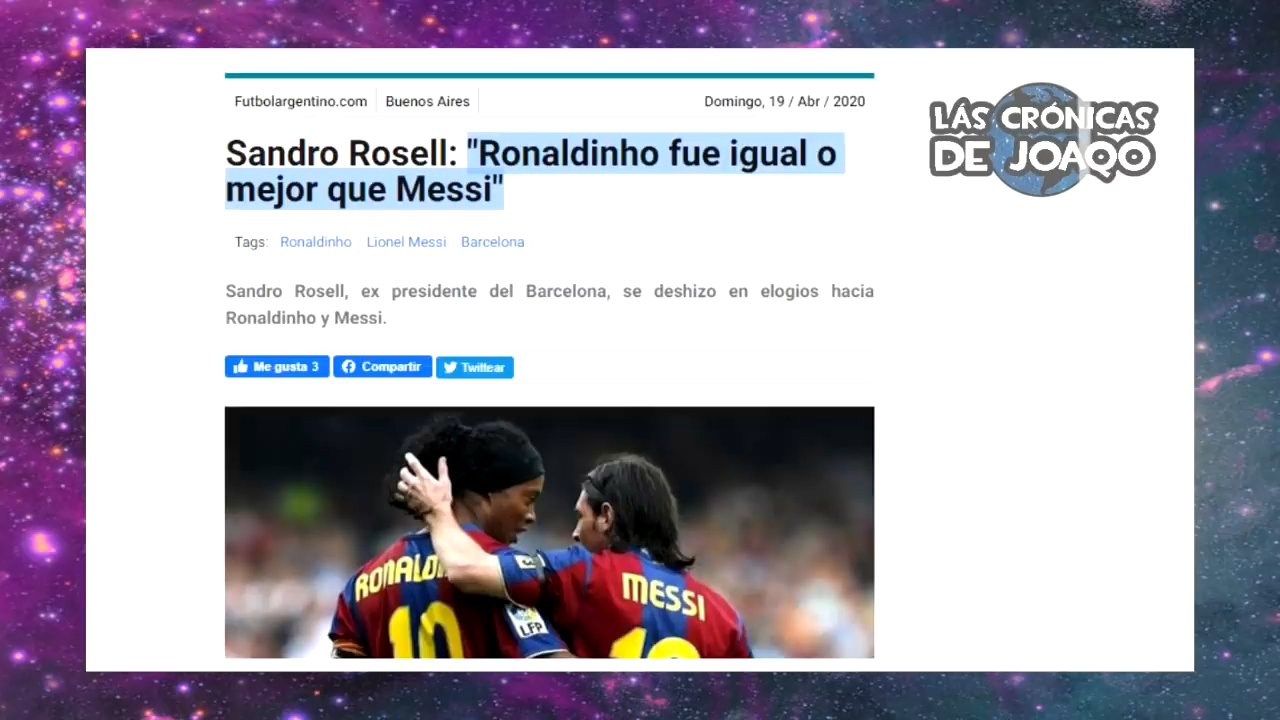 Futbolargentino.com Buenos Aires Domingo, 19 / Abr / 2020
LÁS CRÓNICAS
DE JOAQO
Sandro Rosell: "Ronaldinho fue igual o
mejor que Messi"
Tags: Ronaldinho Lionel Messi Barcelona
Sandro Rosell, ex presidente del Barcelona, se deshizo en elogios hacia
Ronaldinho y Messi.
Me gusta 3 Compartir Twittear
MESSI
10
LFP